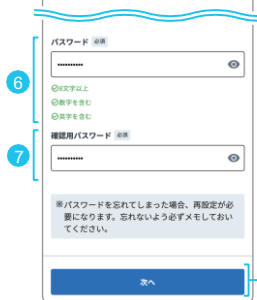 パスワード 必須
6
••••••••••
8文字以上
数字を含む
英字を含む
確認用パスワード 必須
7
••••••••••
※パスワードを忘れてしまった場合、再設定が必
要になります。忘れないよう必ずメモしておい
てください。
次へ